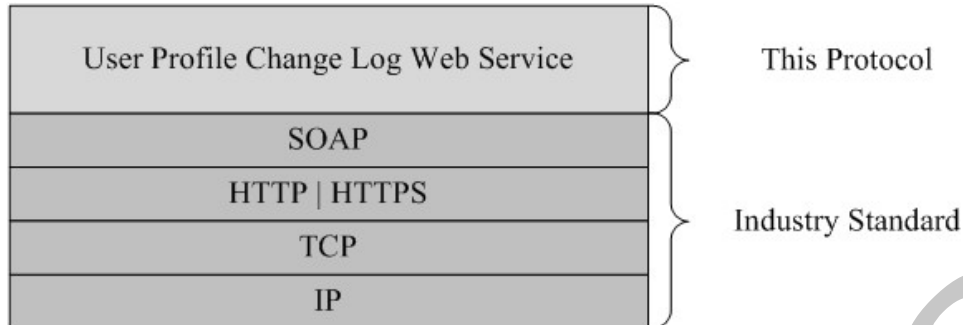 User Profile Change Log Web Service
This Protocol
SOAP
HTTP | HTTPS
TCP
IP
Industry Standard